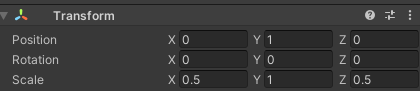 Transform
Position X 0 Y 1 Z 0
Rotation X 0 Y 0 Z 0
Scale X 0.5 Y 1 Z 0.5